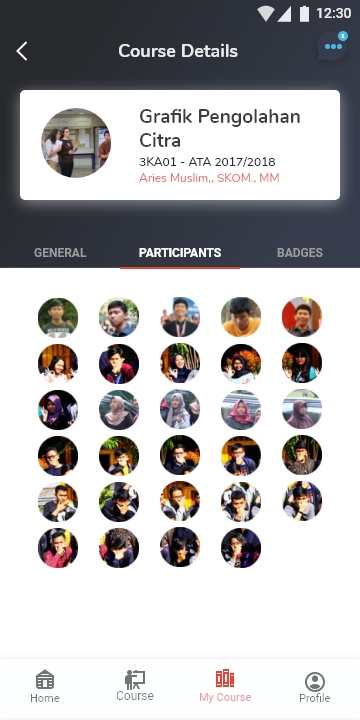 12:30
Course Details
1
Grafik Pengolahan
Citra
3KA01 - ATA 2017/2018
Aries Muslim,, SKOM., MM
GENERAL PARTICIPANTS BADGES
Home Course My Course Profile